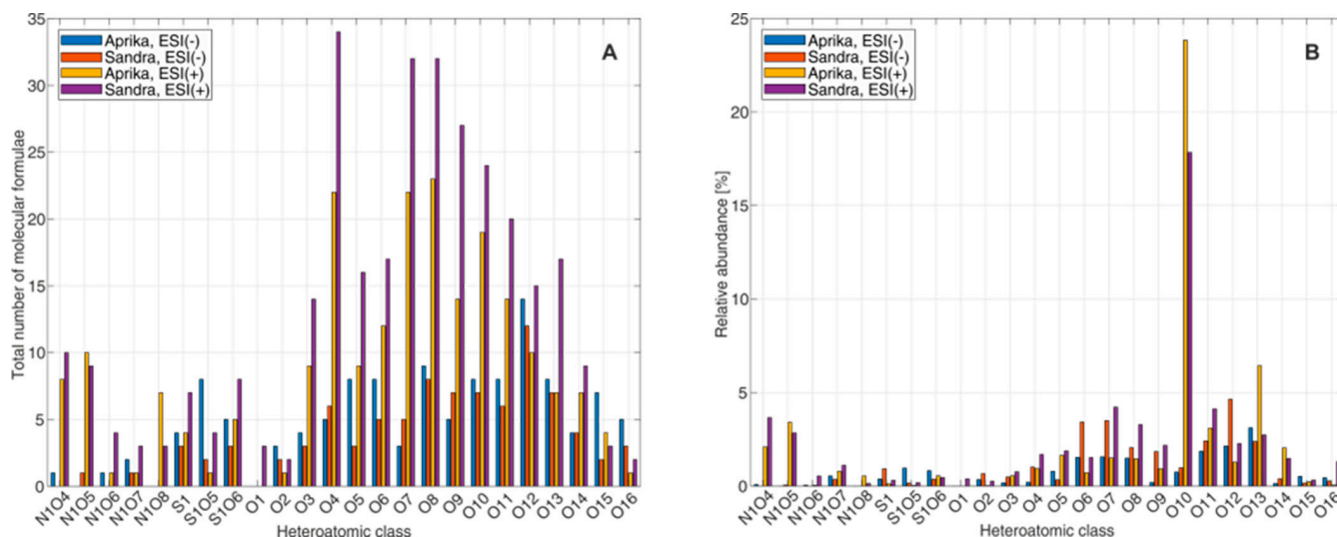 A
Aprika, ESI(-)
Sandra, ESI(-)
Aprika, ESI(+)
Sandra, ESI(+)
Total number of molecular formulae
35
30
25
20
15
10
5
0
N1O4
N1O5
N1O6
N1O7
N1O8
S1
S1O5
S1O6
O1
O2
O3
O4
O5
O6
O7
O8
O9
O10
O11
O12
O13
O14
O15
O16
Heteroatomic class
B
Aprika, ESI(-)
Sandra, ESI(-)
Aprika, ESI(+)
Sandra, ESI(+)
Relative abundance [%]
25
20
15
10
5
0
N1O4
N1O5
N1O6
N1O7
N1O8
S1
S1O5
S1O6
O1
O2
O3
O4
O5
O6
O7
O8
O9
O10
O11
O12
O13
O14
O15
O16
Heteroatomic class